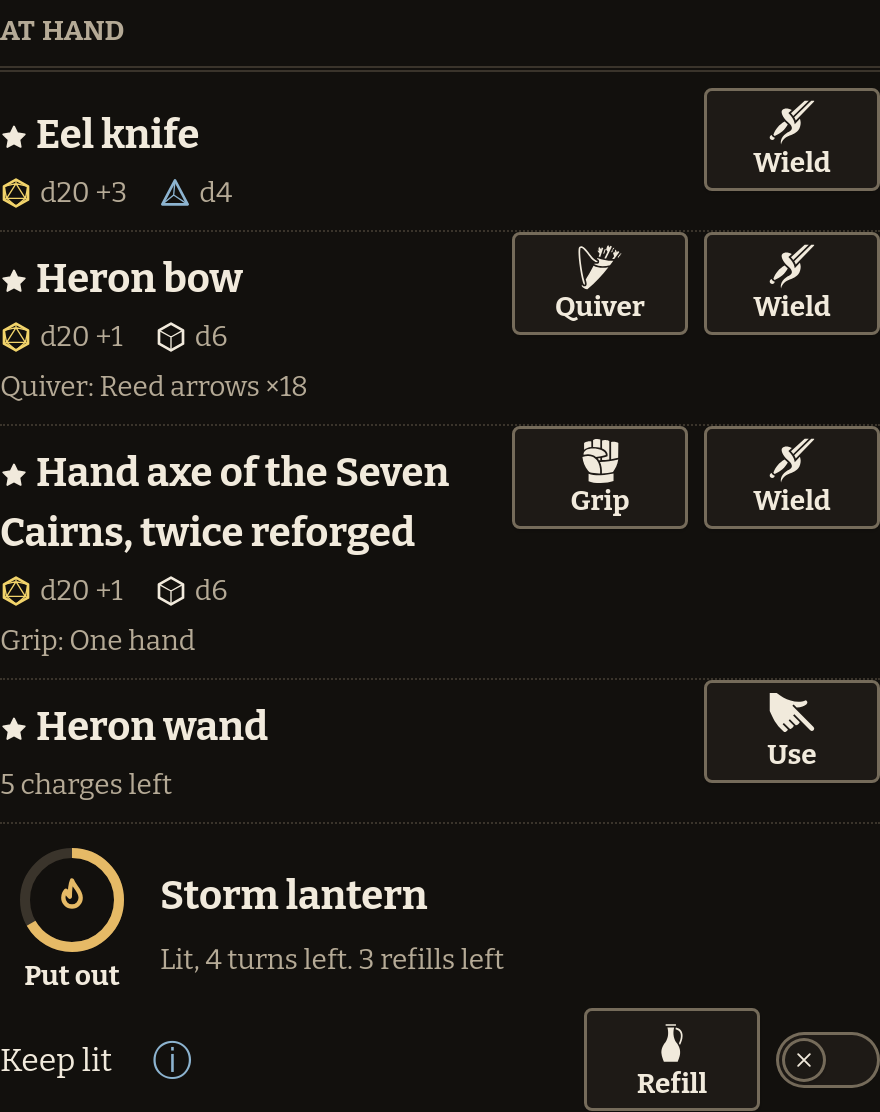 AT HAND
Eel knife
Wield
d20 +3 d4
Heron bow
Quiver
Wield
d20 +1 d6
Quiver: Reed arrows ×18
Hand axe of the Seven
Cairns, twice reforged
Grip
Wield
d20 +1 d6
Grip: One hand
Heron wand
Use
5 charges left
Storm lantern
Lit, 4 turns left. 3 refills left
Put out
Keep lit
Refill